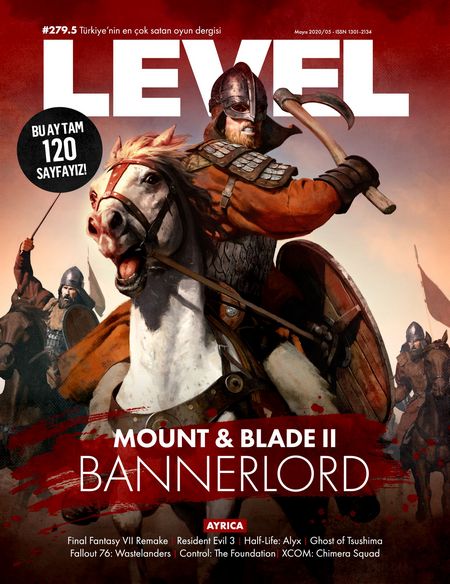 #279.5 Türkiye'nin en çok satan oyun dergisi
Mayıs 2020/05 - ISSN 1301-2134
LEVEL
BU AY TAM
120
SAYFAYIZ!
MOUNT & BLADE II
BANNERLORD
AYRICA
Final Fantasy VII Remake | Resident Evil 3 | Half-Life: Alyx | Ghost of Tsushima
Fallout 76: Wastelanders | Control: The Foundation | XCOM: Chimera Squad